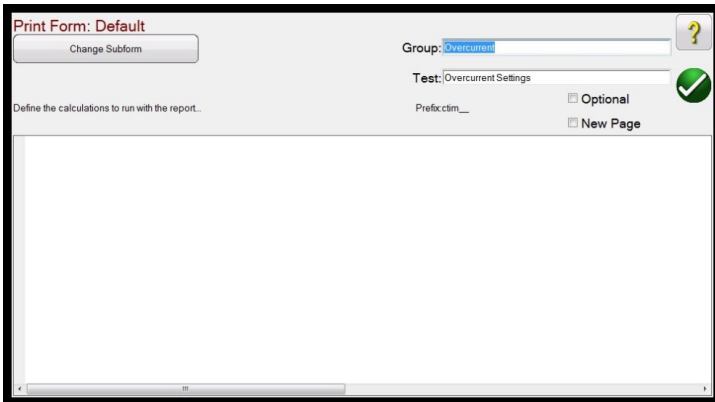 Print Form: Default
Change Subform
Group: Overcurrent
Test: Overcurrent Settings
Define the calculations to run with the report...
Prefix:ctim__
Optional
New Page